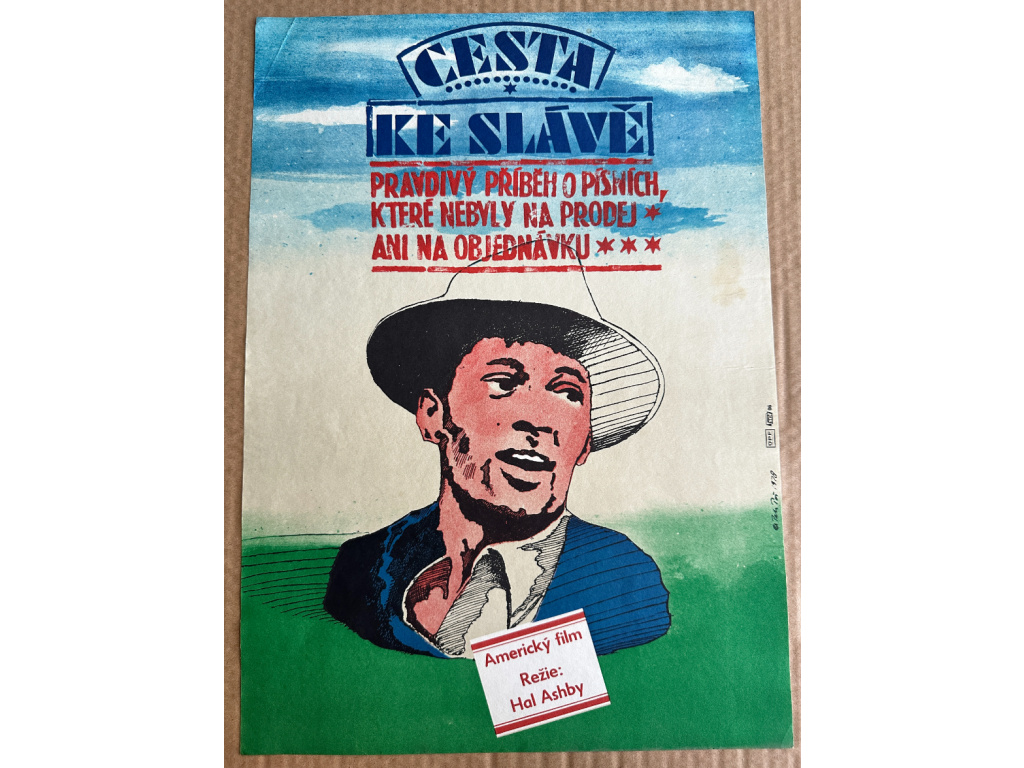 CESTA
KE SLÁVĚ
PRAVDIVÝ PŘÍBĚH O PÍSNÍCH,
KTERÉ NEBYLY NA PRODEJ *
ANI NA OBJEDNÁVKU ***
Americký film
Režie:
Hal Ashby